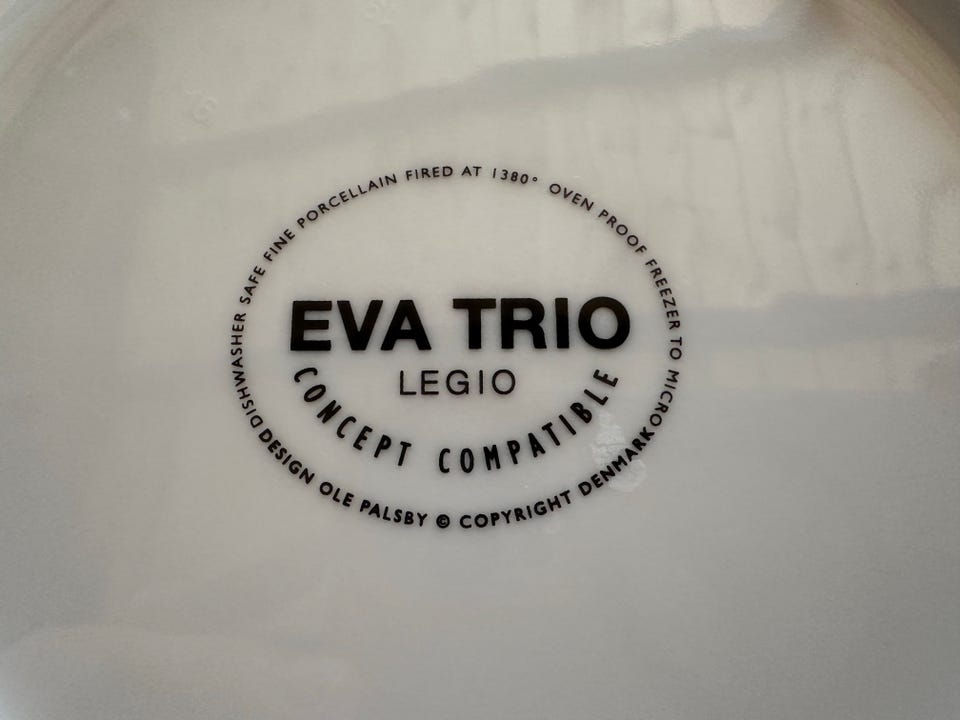 DISHWASHER SAFE FINE PORCELLAIN FIRED AT 1380° OVEN PROOF FREEZER TO MICRO
EVA TRIO
LEGIO
CONCEPT COMPATIBLE
DESIGN OLE PALSBY © COPYRIGHT DENMARK